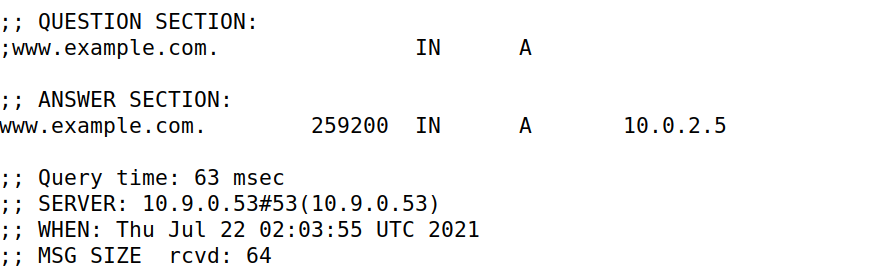 ;; QUESTION SECTION:
;www.example.com.               IN      A

;; ANSWER SECTION:
www.example.com.        259200  IN      A       10.0.2.5

;; Query time: 63 msec
;; SERVER: 10.9.0.53#53(10.9.0.53)
;; WHEN: Thu Jul 22 02:03:55 UTC 2021
;; MSG SIZE  rcvd: 64